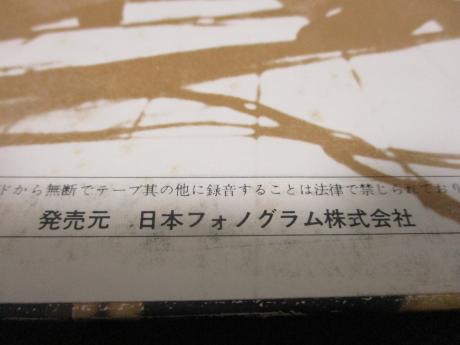 ドから無断でテープ其の他に録音することは法律で禁じられており
発売元 日本フォノグラム株式会社